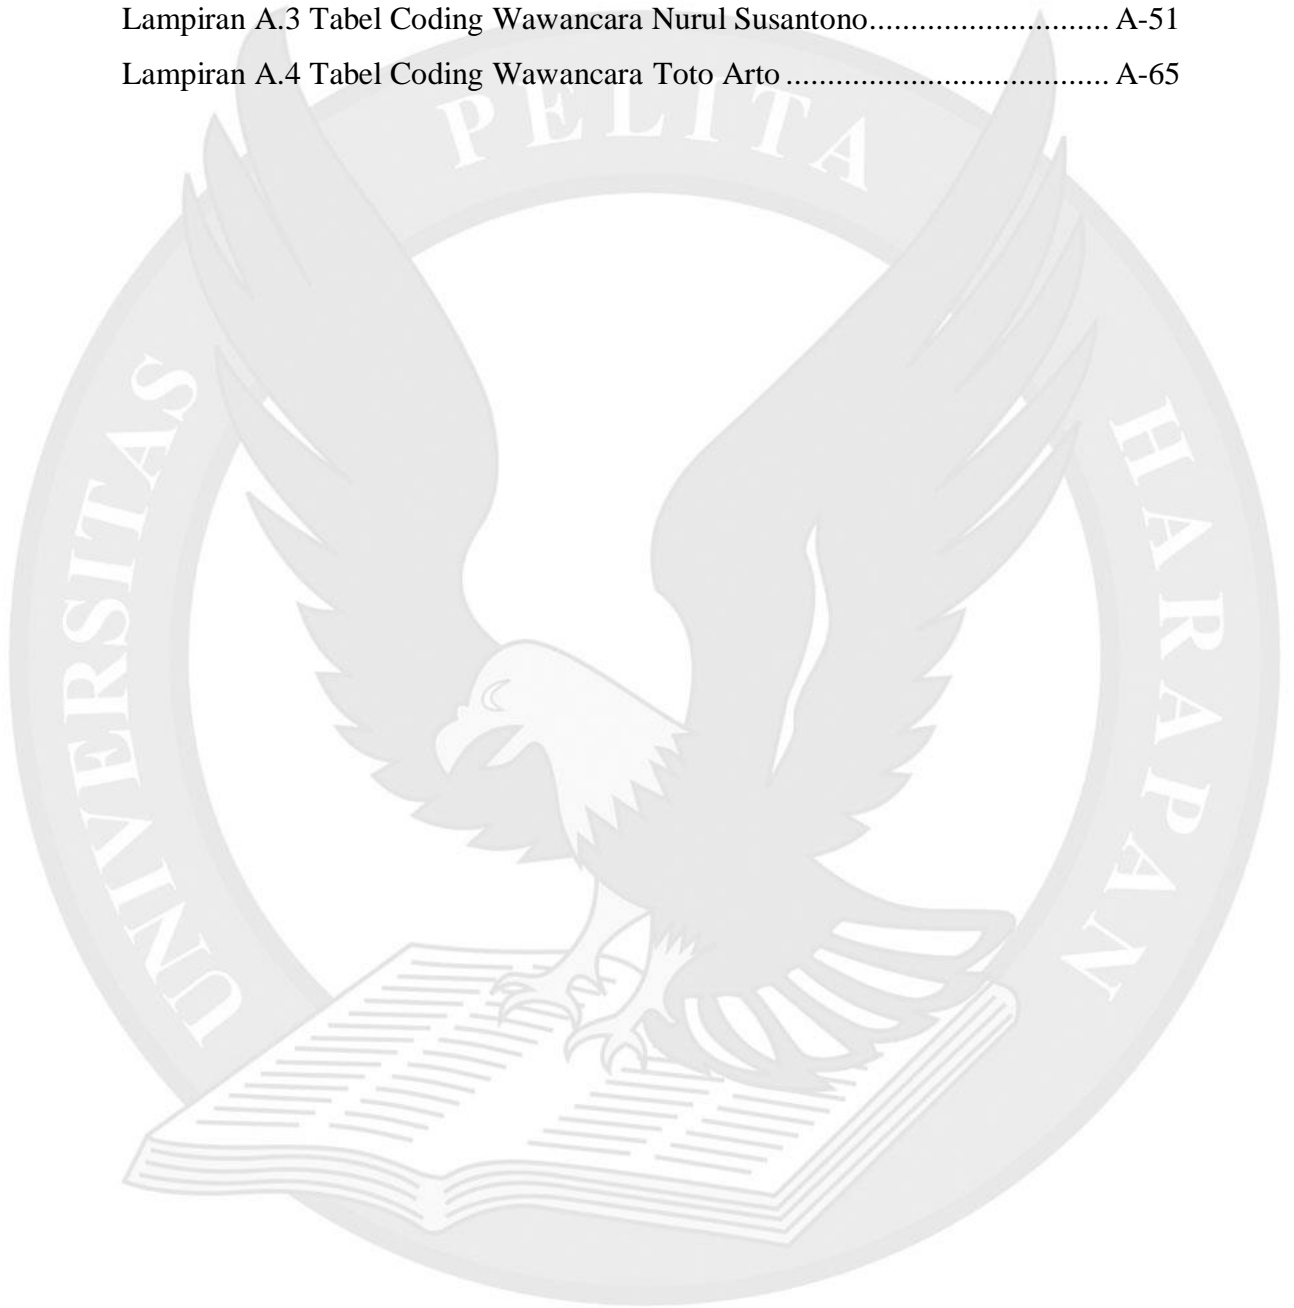 Lampiran A.3 Tabel Coding Wawancara Nurul Susantono............................. A-51
Lampiran A.4 Tabel Coding Wawancara Toto Arto ....................................... A-65
UNIVERSITAS PELITA HARAPAN